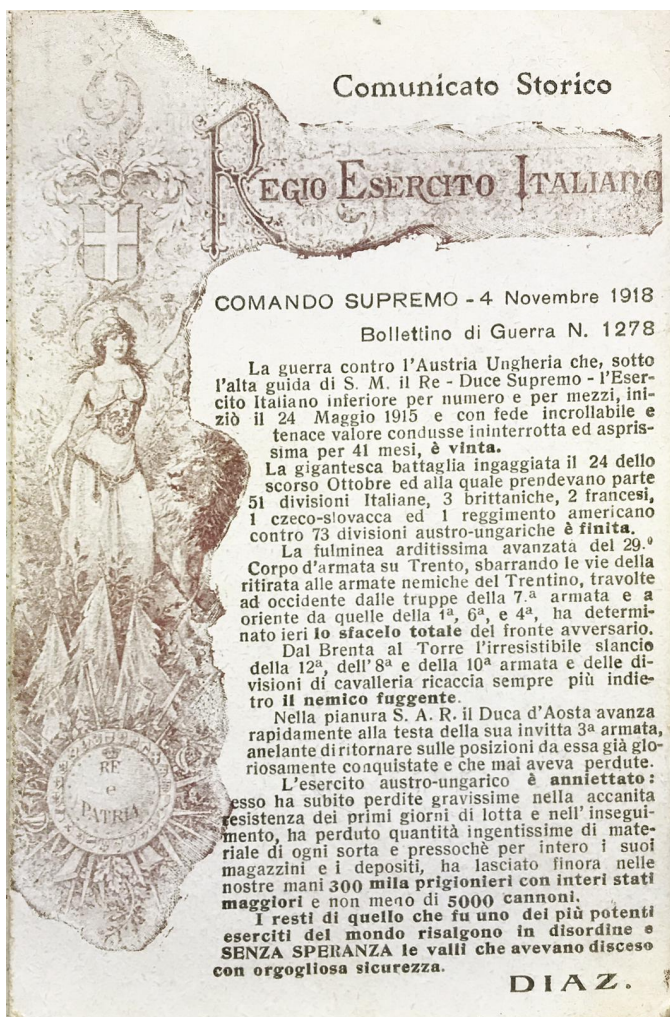 Comunicato Storico
REGIO ESERCITO ITALIANO
COMANDO SUPREMO - 4 Novembre 1918
Bollettino di Guerra N. 1278
La guerra contro l'Austria Ungheria che, sotto
l'alta guida di S. M. il Re - Duce Supremo - l'Eser-
cito Italiano inferiore per numero e per mezzi, ini-
ziò il 24 Maggio 1915 e con fede incrollabile e
tenace valore condusse ininterrotta ed aspris-
sima per 41 mesi, è vinta.
La gigantesca battaglia ingaggiata il 24 dello
scorso Ottobre ed alla quale prendevano parte
51 divisioni Italiane, 3 brittaniche, 2 francesi,
1 czeco-slovacca ed 1 reggimento americano
contro 73 divisioni austro-ungariche è finita.
La fulminea arditissima avanzata del 29.º
Corpo d'armata su Trento, sbarrando le vie della
ritirata alle armate nemiche del Trentino, travolte
ad occidente dalle truppe della 7.ª armata e a
oriente da quelle della 1ª, 6ª, e 4ª, ha determi-
nato ieri lo sfacelo totale del fronte avversario.
Dal Brenta al Torre l'irresistibile slancio
della 12ª, dell'8ª e della 10ª armata e delle di-
visioni di cavalleria ricaccia sempre più indie-
tro il nemico fuggente.
Nella pianura S. A. R. il Duca d'Aosta avanza
rapidamente alla testa della sua invitta 3ª armata,
anelante di ritornare sulle posizioni da essa già glo-
riosamente conquistate e che mai aveva perdute.
L'esercito austro-ungarico è anniettato:
esso ha subito perdite gravissime nella accanita
resistenza dei primi giorni di lotta e nell' insegui-
mento, ha perduto quantità ingentissime di mate-
riale di ogni sorta e pressochè per intero i suoi
magazzini e i depositi, ha lasciato finora nelle
nostre mani 300 mila prigionieri con interi stati
maggiori e non meno di 5000 cannoni.
I resti di quello che fu uno dei più potenti
eserciti del mondo risalgono in disordine e
SENZA SPERANZA le valli che avevano disceso
con orgogliosa sicurezza.
DIAZ.
RE
e
PATRIA